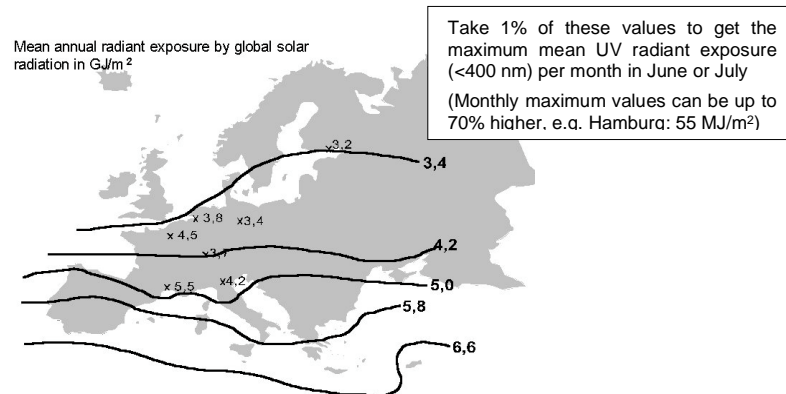 Mean annual radiant exposure by global solar
radiation in GJ/m²
Take 1% of these values to get the
maximum mean UV radiant exposure
(<400 nm) per month in June or July
(Monthly maximum values can be up to
70% higher, e.g. Hamburg: 55 MJ/m²)
x3,2
3,4
x 3,8
x3,4
x 4,5
x3,7
4,2
x4,2
x 5,5
5,0
5,8
6,6